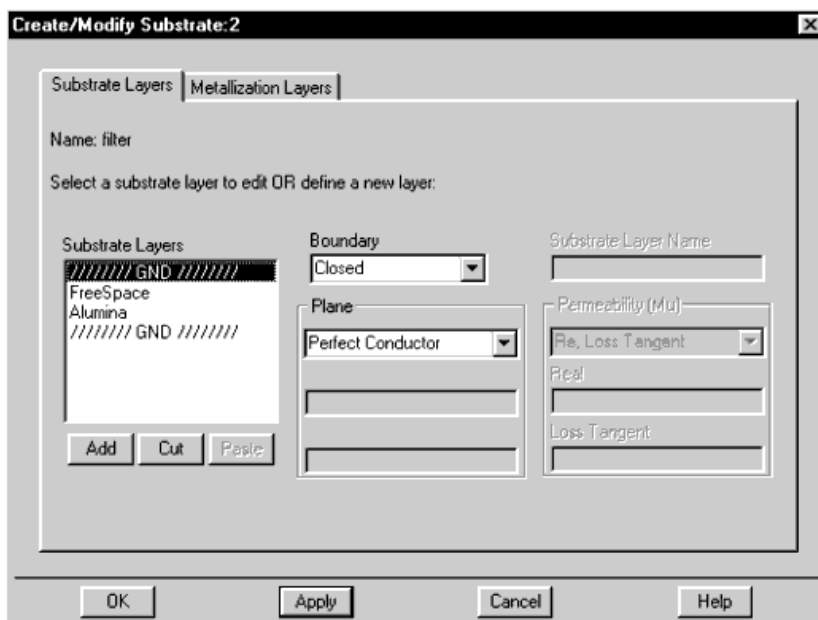 Create/Modify Substrate:2
Substrate Layers
Metallization Layers
Name: filter
Select a substrate layer to edit OR define a new layer:
Substrate Layers
///////// GND /////////
FreeSpace
Alumina
///////// GND /////////
Add
Cut
Paste
Boundary
Closed
Plane
Perfect Conductor
Substrate Layer Name
Permeability (Mu)
Re, Loss Tangent
Real
Loss Tangent
OK
Apply
Cancel
Help